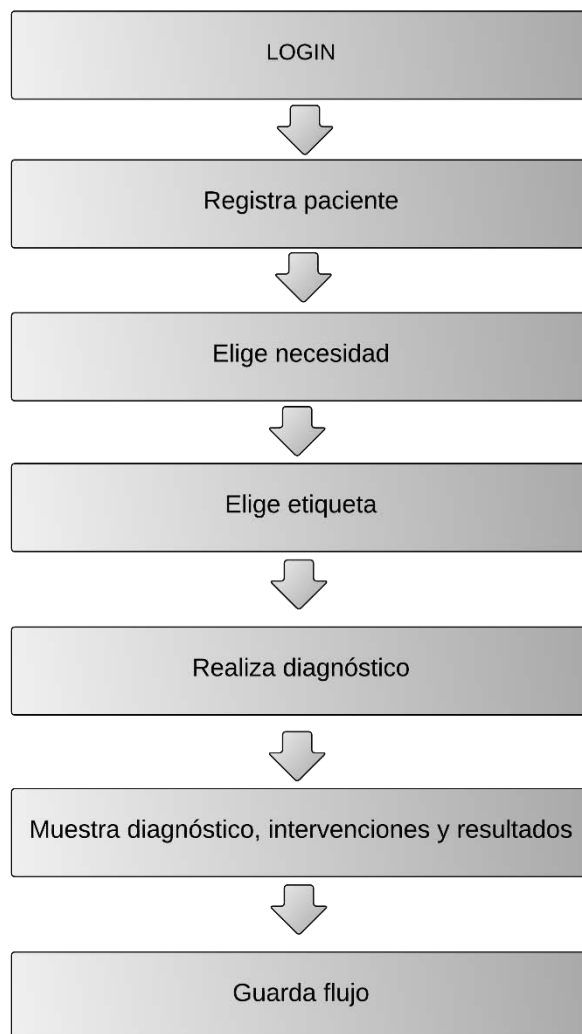 LOGIN
Registra paciente
Elige necesidad
Elige etiqueta
Realiza diagnóstico
Muestra diagnóstico, intervenciones y resultados
Guarda flujo